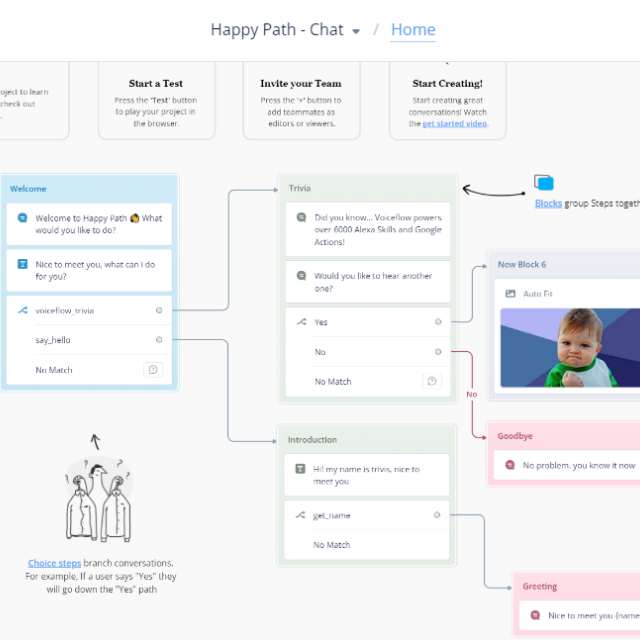 Happy Path - Chat / Home
oject to learn
check out
Start a Test
Press the 'Test' button
to play your project in
the browser.
Invite your Team
Press the '+' button to
add teammates as
editors or viewers.
Start Creating!
Start creating great
conversations! Watch
the get started video.
Welcome
Welcome to Happy Path 👋 What
would you like to do?
Nice to meet you, what can i do
for you?
voiceflow_trivia
say_hello
No Match
Trivia
Did you know... Voiceflow powers
over 6000 Alexa Skills and Google
Actions!
Would you like to hear another
one?
Yes
No
No Match
Blocks group Steps togeth
New Block 6
Auto Fit
No
Goodbye
No problem. you know it now
Introduction
Hi! my name is trivis, nice to
meet you
get_name
No Match
Greeting
Nice to meet you {name
? ? ? ?
Choice steps branch conversations.
For example, If a user says "Yes" they
will go down the "Yes" path